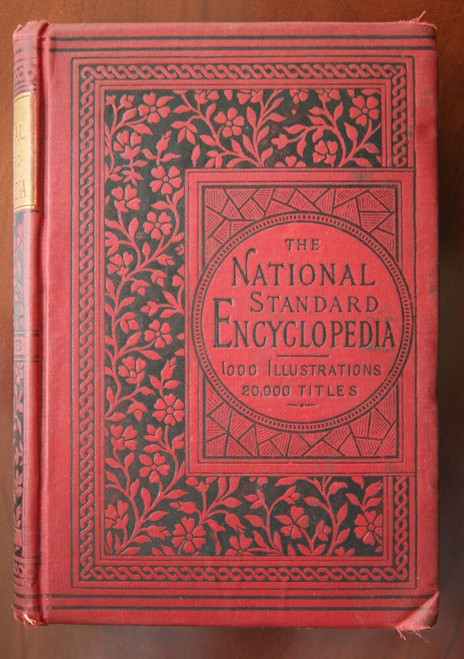 THE
NATIONAL
STANDARD
ENCYCLOPEDIA
1000 ILLUSTRATIONS
20,000 TITLES